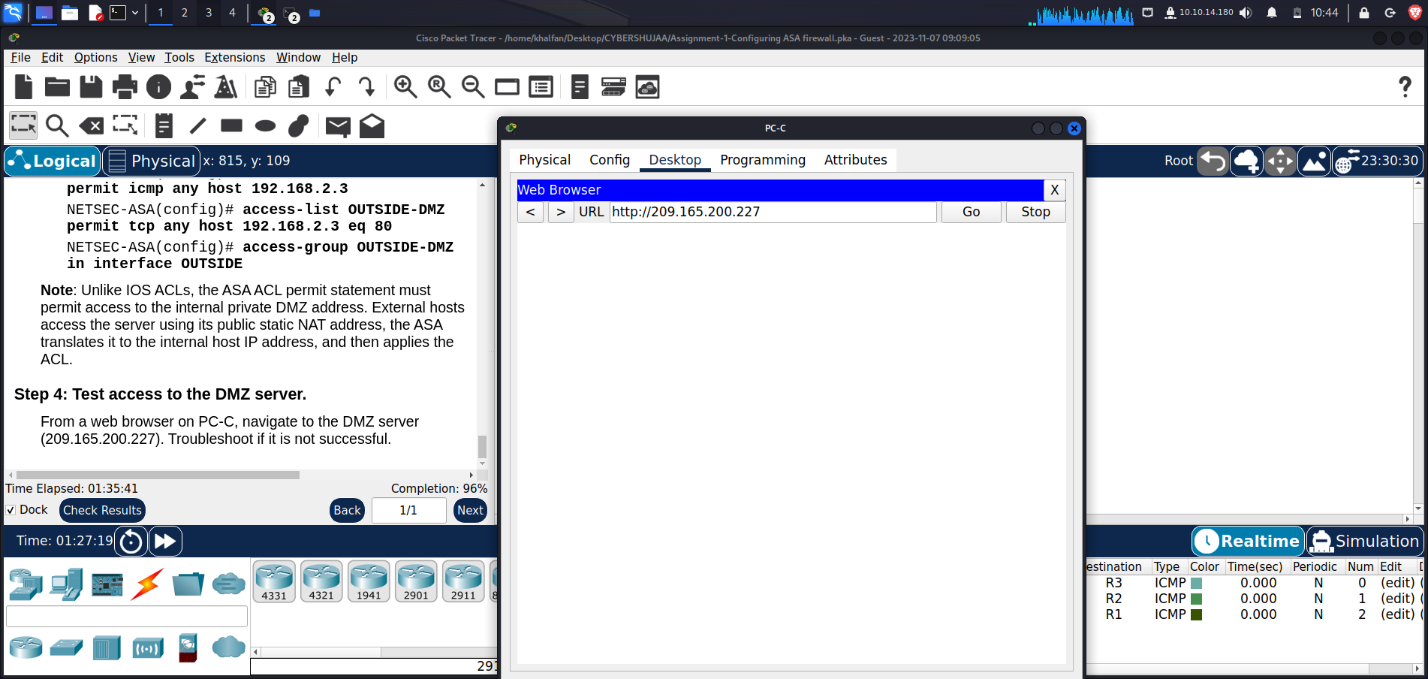 1
2
3
4
2
2
10.10.14.180
10:44
Cisco Packet Tracer - /home/khalfan/Desktop/CYBERSHUJAA/Assignment-1-Configuring ASA firewall.pka - Guest - 2023-11-07 09:09:05
File Edit Options View Tools Extensions Window Help
Logical Physical x: 815, y: 109
Root 23:30:30
permit icmp any host 192.168.2.3
NETSEC-ASA(config)# access-list OUTSIDE-DMZ
permit tcp any host 192.168.2.3 eq 80
NETSEC-ASA(config)# access-group OUTSIDE-DMZ
in interface OUTSIDE
Note: Unlike IOS ACLs, the ASA ACL permit statement must
permit access to the internal private DMZ address. External hosts
access the server using its public static NAT address, the ASA
translates it to the internal host IP address, and then applies the
ACL.
Step 4: Test access to the DMZ server.
From a web browser on PC-C, navigate to the DMZ server
(209.165.200.227). Troubleshoot if it is not successful.
Time Elapsed: 01:35:41 Completion: 96%
Dock Check Results Back 1/1 Next
Time: 01:27:19
4331 4321 1941 2901 2911
291
PC-C
Physical Config Desktop Programming Attributes
Web Browser X
< > URL http://209.165.200.227 Go Stop
Realtime Simulation
estination Type Color Time(sec) Periodic Num Edit
R3 ICMP 0.000 N 0 (edit)
R2 ICMP 0.000 N 1 (edit)
R1 ICMP 0.000 N 2 (edit)